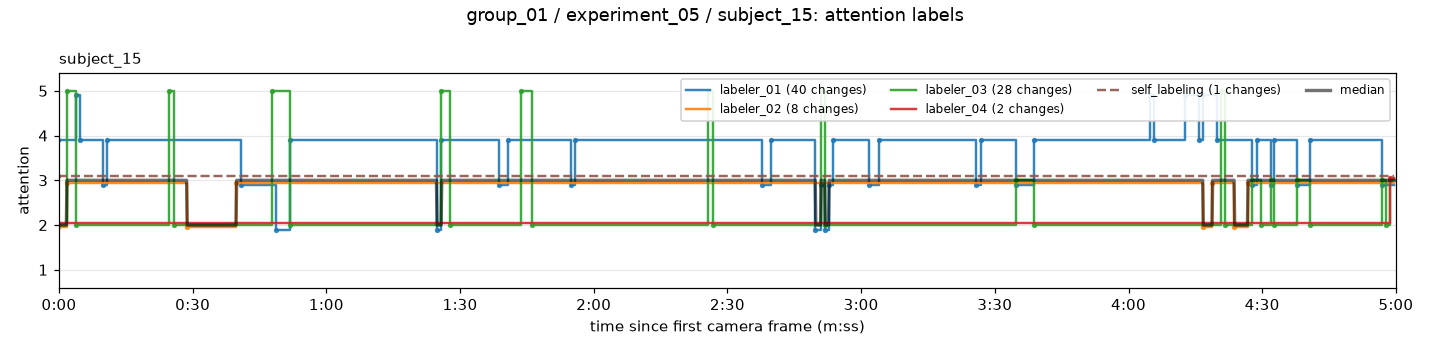 group_01 / experiment_05 / subject_15: attention labels
subject_15
labeler_01 (40 changes)
labeler_02 (8 changes)
labeler_03 (28 changes)
labeler_04 (2 changes)
self_labeling (1 changes)
median
attention
5
4
3
2
1
0:00 0:30 1:00 1:30 2:00 2:30 3:00 3:30 4:00 4:30 5:00
time since first camera frame (m:ss)